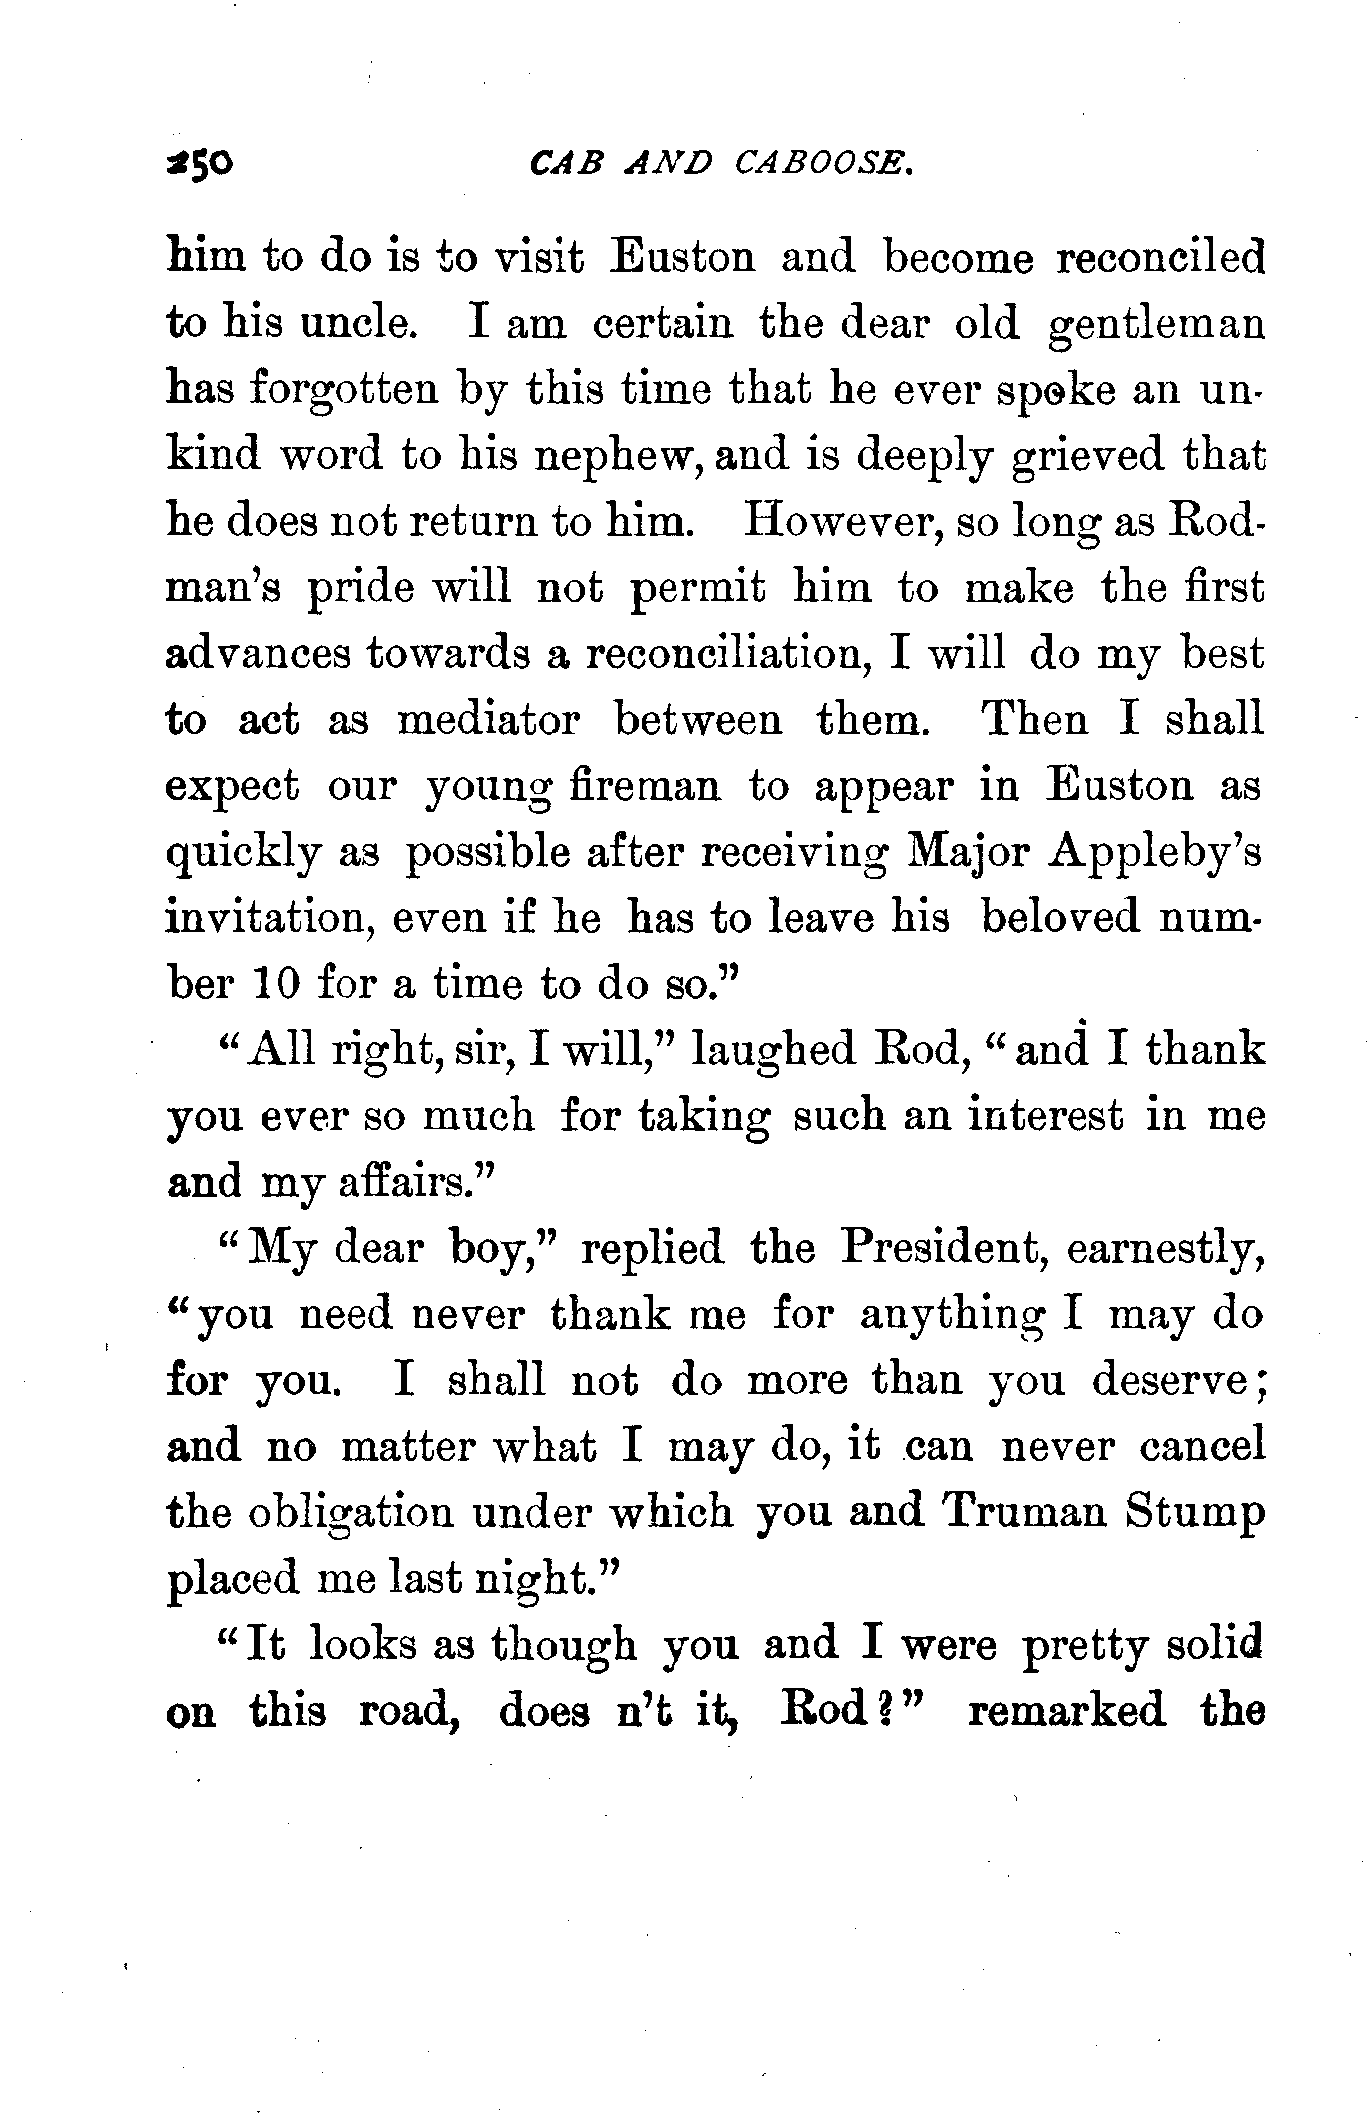 250 CAB AND CABOOSE.
him to do is to visit Euston and become reconciled
to his uncle. I am certain the dear old gentleman
has forgotten by this time that he ever spoke an un-
kind word to his nephew, and is deeply grieved that
he does not return to him. However, so long as Rod-
man's pride will not permit him to make the first
advances towards a reconciliation, I will do my best
to act as mediator between them. Then I shall
expect our young fireman to appear in Euston as
quickly as possible after receiving Major Appleby's
invitation, even if he has to leave his beloved num-
ber 10 for a time to do so."
"All right, sir, I will," laughed Rod, "and I thank
you ever so much for taking such an interest in me
and my affairs."
"My dear boy," replied the President, earnestly,
"you need never thank me for anything I may do
for you. I shall not do more than you deserve;
and no matter what I may do, it can never cancel
the obligation under which you and Truman Stump
placed me last night."
"It looks as though you and I were pretty solid
on this road, does n't it, Rod?" remarked the